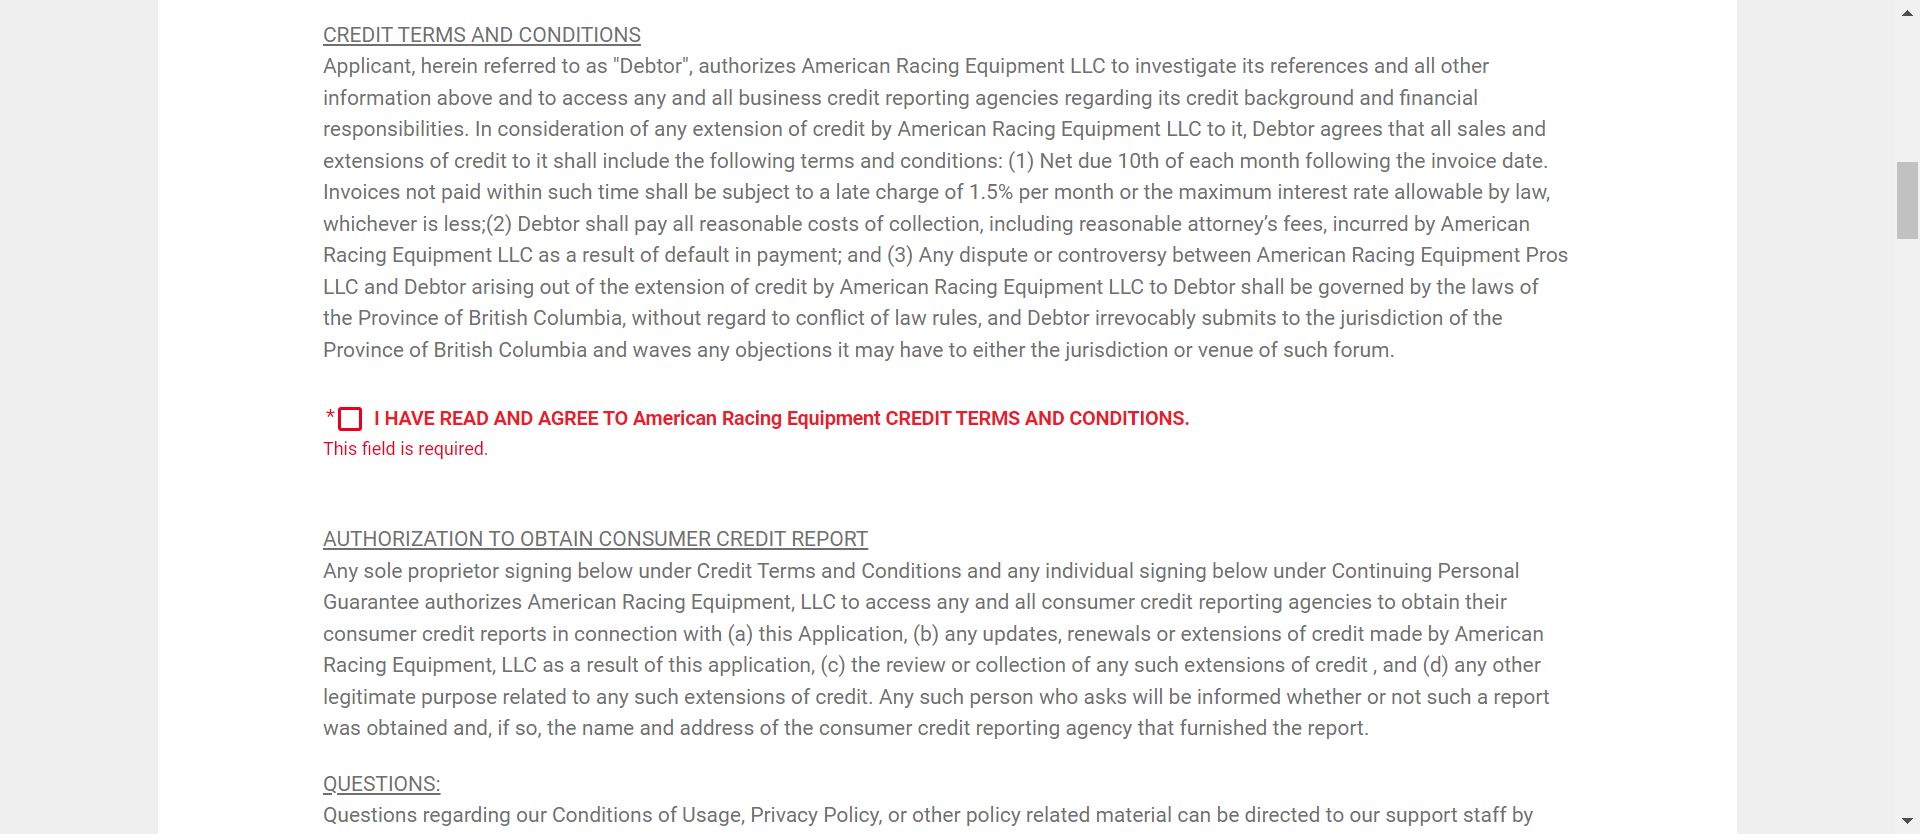 CREDIT TERMS AND CONDITIONS
Applicant, herein referred to as "Debtor", authorizes American Racing Equipment LLC to investigate its references and all other
information above and to access any and all business credit reporting agencies regarding its credit background and financial
responsibilities. In consideration of any extension of credit by American Racing Equipment LLC to it, Debtor agrees that all sales and
extensions of credit to it shall include the following terms and conditions: (1) Net due 10th of each month following the invoice date.
Invoices not paid within such time shall be subject to a late charge of 1.5% per month or the maximum interest rate allowable by law,
whichever is less;(2) Debtor shall pay all reasonable costs of collection, including reasonable attorney’s fees, incurred by American
Racing Equipment LLC as a result of default in payment; and (3) Any dispute or controversy between American Racing Equipment Pros
LLC and Debtor arising out of the extension of credit by American Racing Equipment LLC to Debtor shall be governed by the laws of
the Province of British Columbia, without regard to conflict of law rules, and Debtor irrevocably submits to the jurisdiction of the
Province of British Columbia and waves any objections it may have to either the jurisdiction or venue of such forum.
* I HAVE READ AND AGREE TO American Racing Equipment CREDIT TERMS AND CONDITIONS.
This field is required.
AUTHORIZATION TO OBTAIN CONSUMER CREDIT REPORT
Any sole proprietor signing below under Credit Terms and Conditions and any individual signing below under Continuing Personal
Guarantee authorizes American Racing Equipment, LLC to access any and all consumer credit reporting agencies to obtain their
consumer credit reports in connection with (a) this Application, (b) any updates, renewals or extensions of credit made by American
Racing Equipment, LLC as a result of this application, (c) the review or collection of any such extensions of credit , and (d) any other
legitimate purpose related to any such extensions of credit. Any such person who asks will be informed whether or not such a report
was obtained and, if so, the name and address of the consumer credit reporting agency that furnished the report.
QUESTIONS:
Questions regarding our Conditions of Usage, Privacy Policy, or other policy related material can be directed to our support staff by